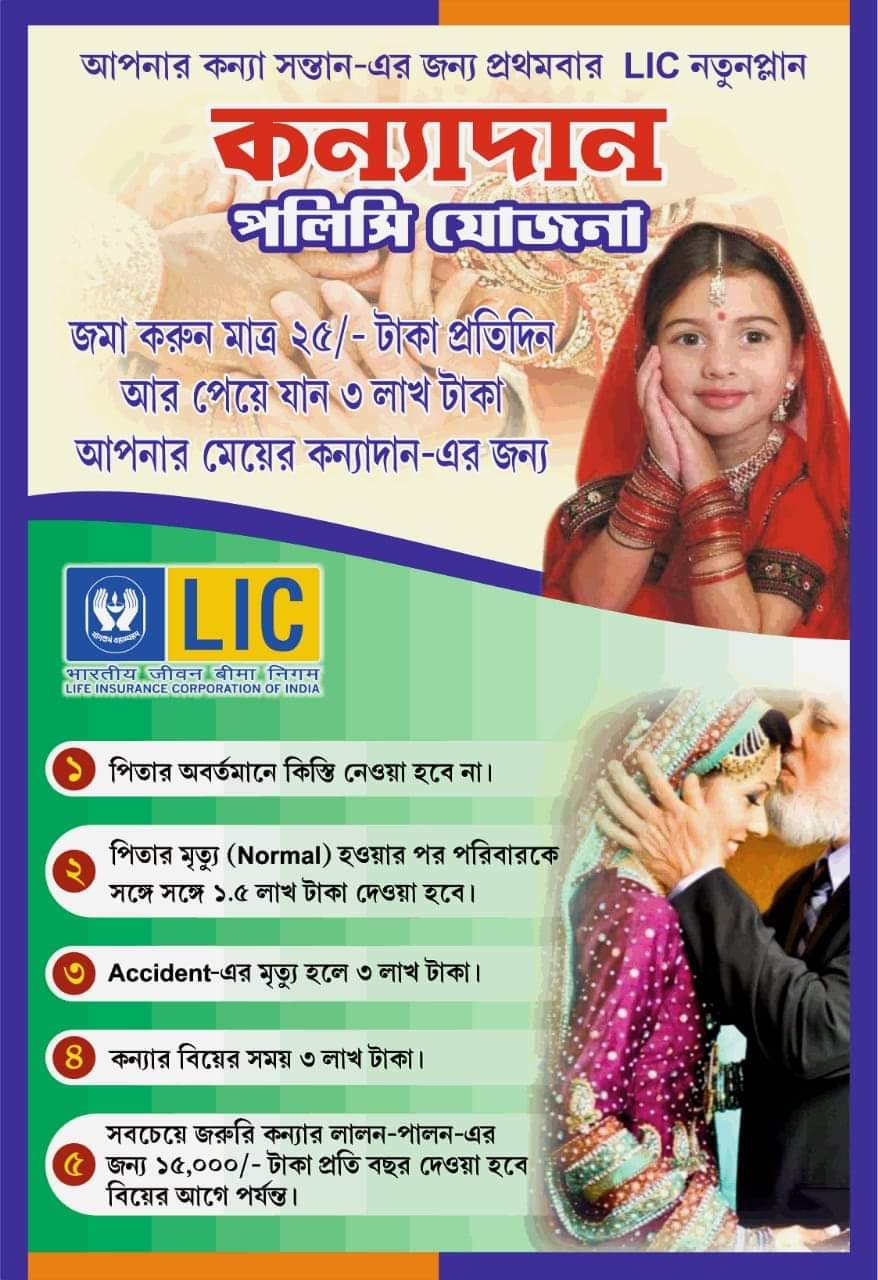 আপনার কন্যা সন্তান-এর জন্য প্রথমবার LIC নতুনপ্লান
কন্যাদান
পলিসি যোজনা
জমা করুন মাত্র ২৫/- টাকা প্রতিদিন
আর পেয়ে যান ৩ লাখ টাকা
আপনার মেয়ের কন্যাদান-এর জন্য
LIC
भारतीय जीवन बीमा निगम
LIFE INSURANCE CORPORATION OF INDIA
১ পিতার অবর্তমানে কিস্তি নেওয়া হবে না।
২ পিতার মৃত্যু (Normal) হওয়ার পর পরিবারকে
সঙ্গে সঙ্গে ১.৫ লাখ টাকা দেওয়া হবে।
৩ Accident-এর মৃত্যু হলে ৩ লাখ টাকা।
৪ কন্যার বিয়ের সময় ৩ লাখ টাকা।
সবচেয়ে জরুরি কন্যার লালন-পালন-এর
৫ জন্য ১৫,০০০/- টাকা প্রতি বছর দেওয়া হবে
বিয়ের আগে পর্যন্ত।